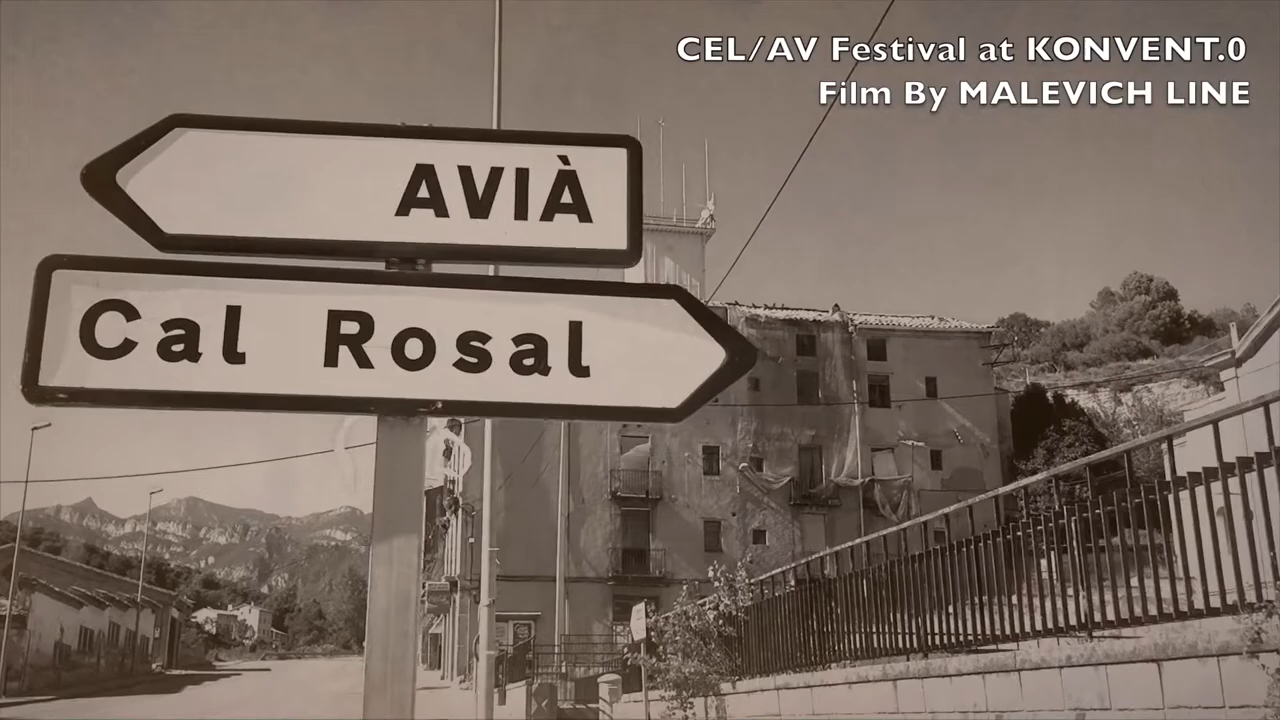 CEL/AV Festival at KONVENT.0
Film By MALEVICH LINE
AVIÀ
Cal Rosal